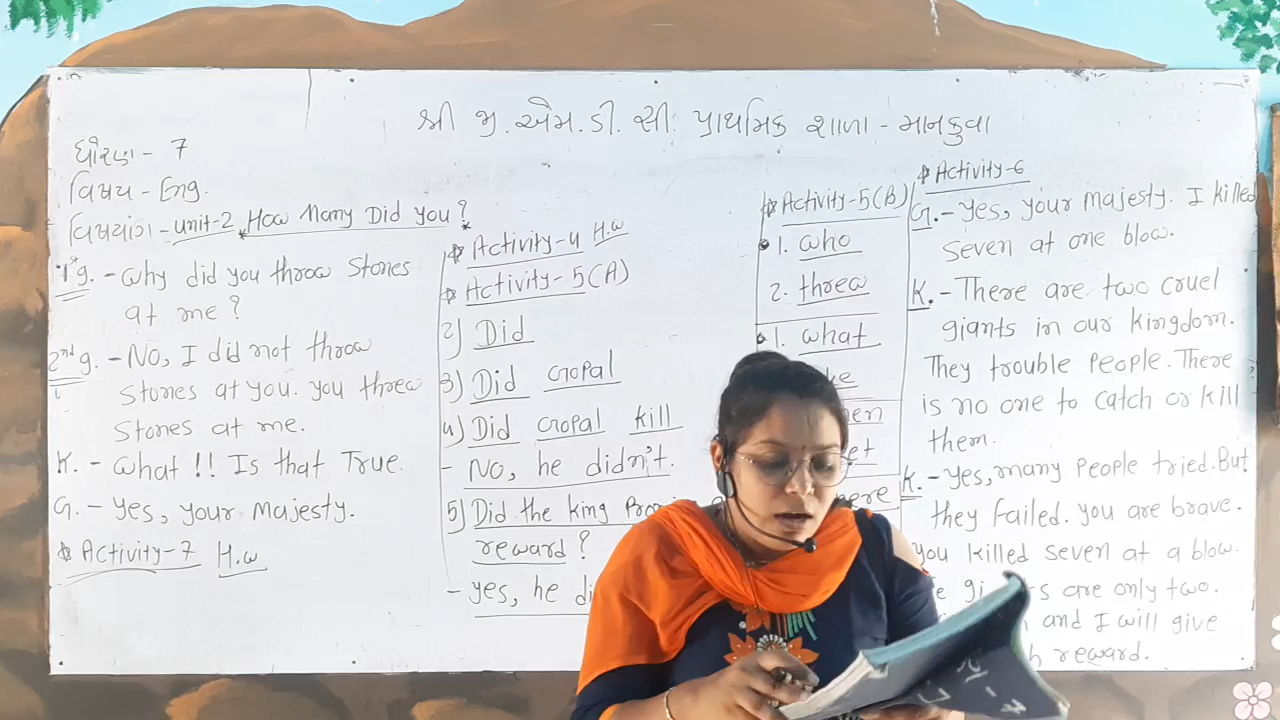 શ્રી જી. એમ. ડી. સી. પ્રાથમિક શાળા - માનકુવા
ધોરણ - 7
વિષય - Eng.
વિષયાંગ - unit-2 * How Many Did you? *
1st g. - why did you throw Stones
at me?
2nd g. - No, I did not throw
Stones at you. you threw
Stones at me.
K. - what !! Is that True.
G. - Yes, your Majesty.
* Activity-7 H.w
* Activity-4 H.w
* Activity-5(A)
2) Did
3) Did Gopal
4) Did Gopal kill
- No, he didn't.
5) Did the king
reward?
- Yes, he
* Activity-5(B)
1. who
2. threw
1. what
* Activity-6
G. - Yes, your Majesty. I killed
seven at one blow.
K. - There are two cruel
giants in our kingdom.
They trouble People. There
is no one to catch or kill
them.
K. - Yes, many People tried. But
they failed. you are brave.
you killed seven at a blow.
are only two.
and I will give
reward.